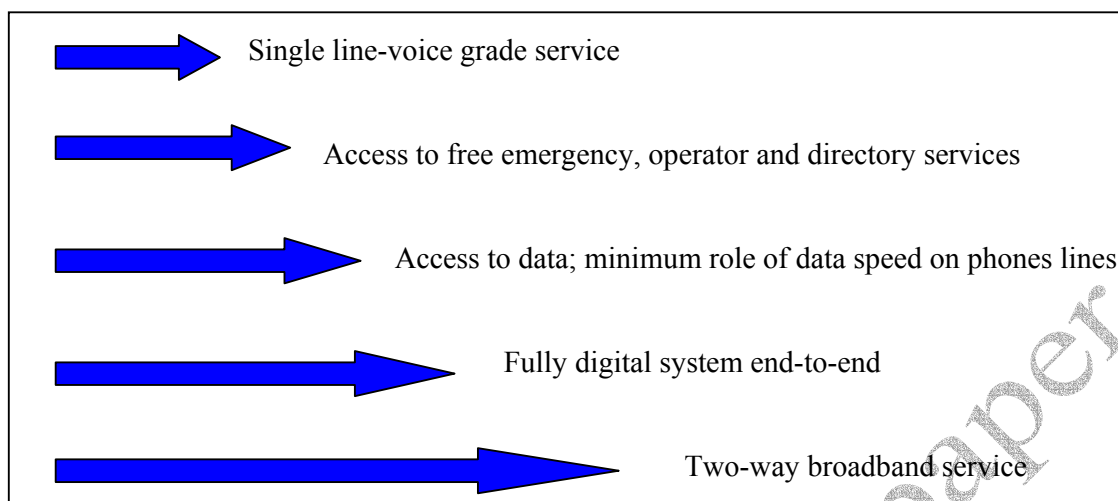 Single line-voice grade service
Access to free emergency, operator and directory services
Access to data; minimum role of data speed on phones lines
Fully digital system end-to-end
Two-way broadband service
paper